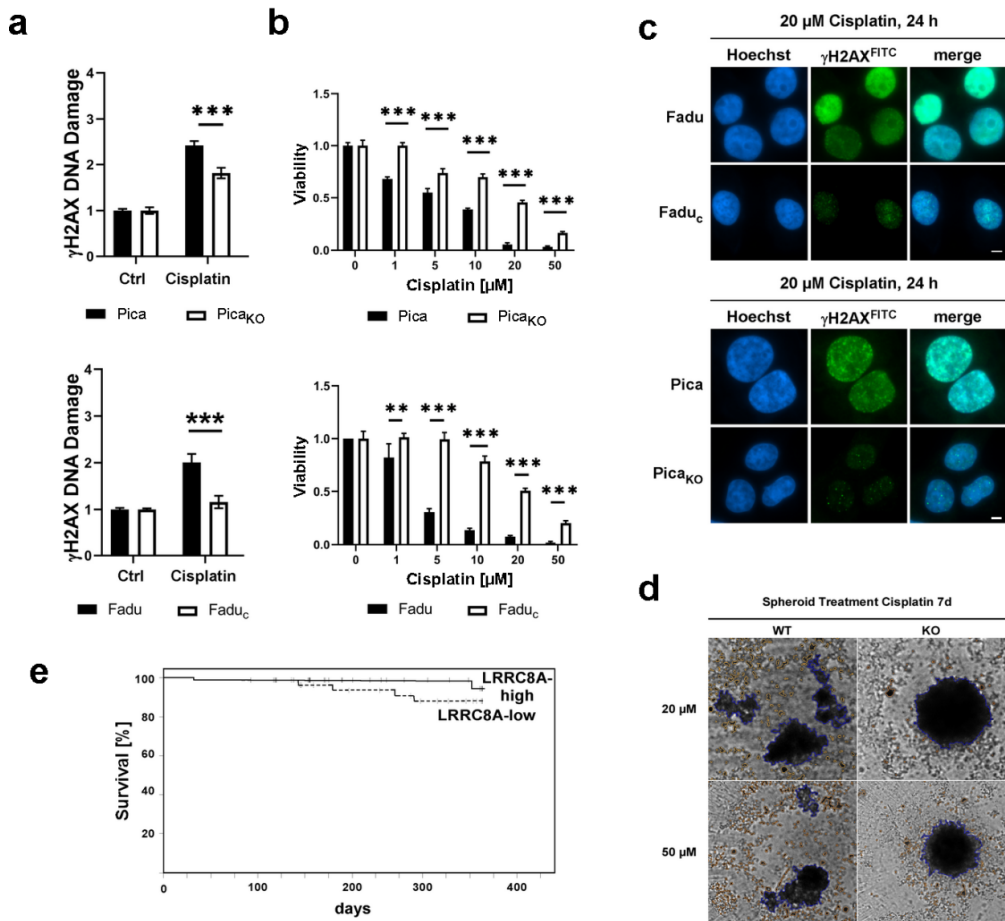 a
γH2AX DNA Damage
4
3
2
1
0
***
Ctrl Cisplatin
Pica PicaKO
γH2AX DNA Damage
4
3
2
1
0
***
Ctrl Cisplatin
Fadu Faduc
b
Viability
1.5
1.0
0.5
0.0
*** *** *** *** ***
0 1 5 10 20 50
Cisplatin [µM]
Pica PicaKO
Viability
1.5
1.0
0.5
0.0
** *** *** *** ***
0 1 5 10 20 50
Cisplatin [µM]
Fadu Faduc
c
20 µM Cisplatin, 24 h
Hoechst γH2AXFITC merge
Fadu
Faduc
20 µM Cisplatin, 24 h
Hoechst γH2AXFITC merge
Pica
PicaKO
d
Spheroid Treatment Cisplatin 7d
WT KO
20 µM
50 µM
e
Survival [%]
100
80
60
40
20
LRRC8A-
high
LRRC8A-low
0 100 200 300 400
days